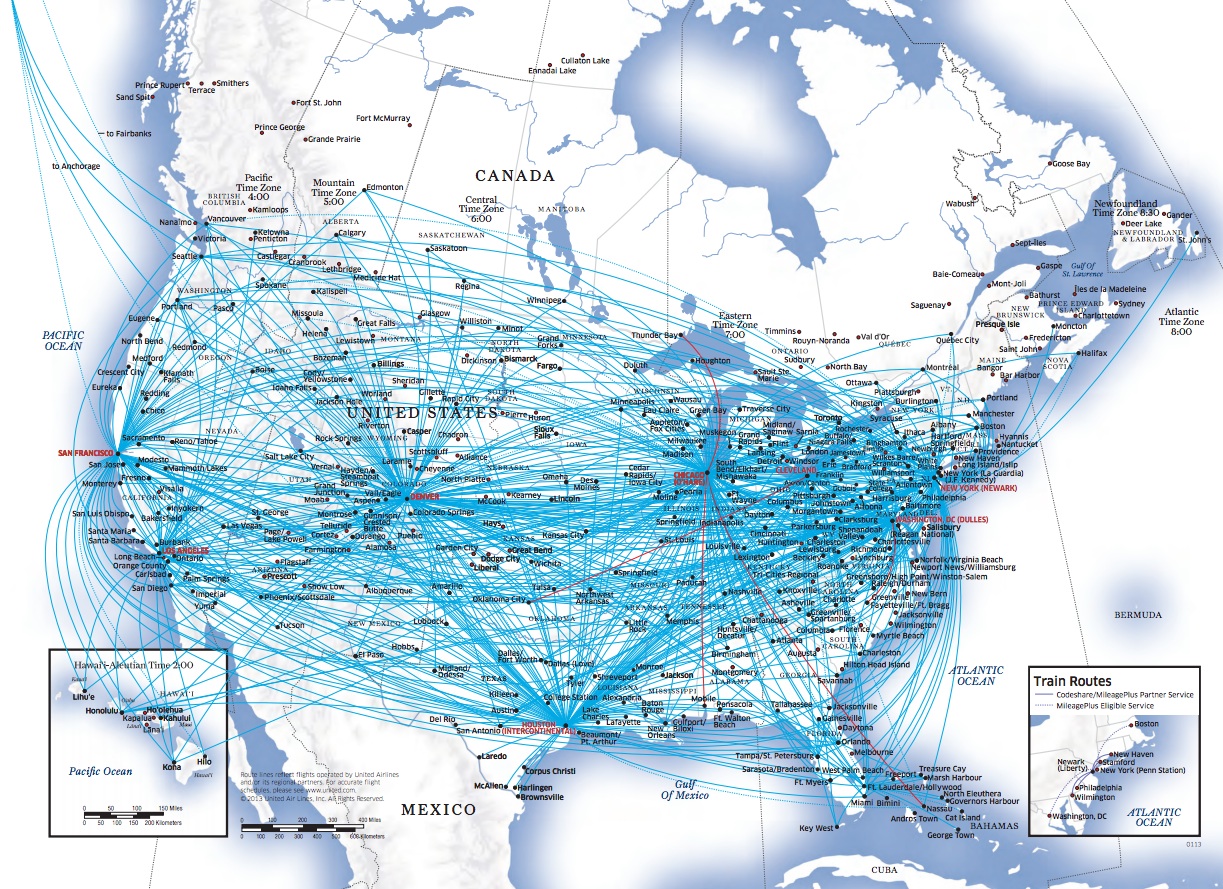 Cullaton Lake
Ennadai Lake
Prince Rupert
Terrace
Smithers
Sand Spit
Fort St. John
Fort McMurray
to Fairbanks
Prince George
Grande Prairie
to Anchorage
Goose Bay
Pacific
Time Zone
4:00
Mountain
Time Zone
5:00
CANADA
Edmonton
BRITISH
COLUMBIA
Kamloops
Central
Time Zone
6:00
MANITOBA
Wabush
Newfoundland
Time Zone 8:30
Gander
Deer Lake
NEWFOUNDLAND
& LABRADOR
St. John's
Nanaimo
Vancouver
Victoria
Kelowna
Penticton
ALBERTA
Calgary
SASKATCHEWAN
Saskatoon
Sept-Iles
Seattle
Castlegar
Cranbrook
Lethbridge
Medicine Hat
Gaspe
Gulf Of
St. Lawrence
Baie-Comeau
Mont-Joli
Spokane
Regina
WASHINGTON
Kalispell
Winnipeg
Iles de la Madeleine
Bathurst
PRINCE EDWARD
ISLAND
Sydney
Saguenay
NEW
BRUNSWICK
Charlottetown
Portland
Pasco
Eugene
Missoula
Great Falls
Glasgow
Williston
Minot
Eastern
Time Zone
7:00
Atlantic
Time Zone
8:00
PACIFIC
OCEAN
Helena
Lewistown
MONTANA
Thunder Bay
Timmins
Rouyn-Noranda
Val d'Or
QUÉBEC
Québec City
Presque Isle
Moncton
Fredericton
Saint John
North Bend
Redmond
OREGON
IDAHO
Bozeman
Billings
NORTH
DAKOTA
Dickinson
Bismarck
Grand
Forks
MINNESOTA
Fargo
Duluth
Houghton
ONTARIO
Sudbury
North Bay
Sault Ste.
Marie
Montréal
MAINE
Bangor
Bar Harbor
NOVA
SCOTIA
Halifax
Medford
Crescent City
Klamath
Falls
Boise
Cody/
Yellowstone
Idaho Falls
Jackson Hole
Sheridan
Worland
Gillette
Rapid City
SOUTH
DAKOTA
Pierre
Huron
WISCONSIN
Minneapolis
Wausau
Eau Claire
Green Bay
Appleton/
Fox Cities
Traverse City
MICHIGAN
Ottawa
Kingston
Plattsburgh
Burlington
VT.
N.H.
Portland
Manchester
Eureka
Redding
Chico
UNITED STATES
Riverton
WYOMING
Casper
Chadron
Sioux
Falls
IOWA
Milwaukee
Madison
Muskegon
Grand
Rapids
Midland/
Saginaw
Sarnia
Flint
Toronto
NEW YORK
Syracuse
Rochester
Buffalo/
Niagara Falls
Ithaca
Albany
Boston
MASS.
Hartford/
Springfield
Hyannis
Nantucket
Providence
Sacramento
NEVADA
Reno/Tahoe
SAN FRANCISCO
Modesto
San Jose
Mammoth Lakes
Fresno
Monterey
Visalia
CALIFORNIA
Inyokern
Bakersfield
San Luis Obispo
Santa Maria
Santa Barbara
Rock Springs
Salt Lake City
UTAH
Vernal
Hayden/
Steamboat
Springs
Laramie
Cheyenne
Scottsbluff
Alliance
NEBRASKA
North Platte
COLORADO
Grand
Junction
Vail/Eagle
Aspen
Moab
DENVER
McCook
Kearney
Omaha
Lincoln
Des
Moines
Cedar
Rapids/
Iowa City
Moline
CHICAGO
(O'HARE)
Peoria
ILLINOIS
Springfield
South
Bend/Elkhart/
Mishawaka
Ft.
Wayne
INDIANA
Indianapolis
Detroit
Windsor
London
Jamestown
Erie
Bradford
CLEVELAND
Akron/Canton
OHIO
Columbus
Dayton
Cincinnati
Pittsburgh
Johnstown
Morgantown
Clarksburg
Parkersburg
Huntington
Charleston
Binghamton
Wilkes-Barre/
Scranton
Williamsport
State
College
Allentown
Harrisburg
Newburgh
New Haven
Long Island/Islip
New York (La Guardia)
(J.F. Kennedy)
NEW YORK (NEWARK)
Philadelphia
Baltimore
MARYLAND
DEL.
WASHINGTON, DC (DULLES)
(Reagan National)
Salisbury
St. George
Las Vegas
Page/
Lake Powell
Montrose
Gunnison/
Crested
Butte
Telluride
Cortez
Durango
Colorado Springs
Pueblo
Alamosa
Farmington
Hays
KANSAS
Garden City
Great Bend
Dodge City
Liberal
Wichita
Kansas City
St. Louis
MISSOURI
Springfield
Louisville
Lexington
KENTUCKY
Shenandoah
Valley
Charlottesville
Lewisburg
Beckley
Richmond
Lynchburg
Roanoke
VIRGINIA
Norfolk/Virginia Beach
Newport News/Williamsburg
Burbank
LOS ANGELES
Ontario
Long Beach
Orange County
Carlsbad
Palm Springs
San Diego
Imperial
Yuma
ARIZONA
Flagstaff
Prescott
Phoenix/Scottsdale
Show Low
Albuquerque
Amarillo
Oklahoma City
Tulsa
Northwest
Arkansas
OKLAHOMA
ARKANSAS
Paducah
Tri-Cities Regional
Nashville
Knoxville
Asheville
TENNESSEE
Greensboro/High Point/Winston-Salem
Raleigh/Durham
NORTH
CAROLINA
Greenville
New Bern
Fayetteville/Ft. Bragg
Charlotte
Jacksonville
Greenville/
Spartanburg
Wilmington
BERMUDA
Tucson
NEW MEXICO
Lubbock
Little
Rock
Memphis
Huntsville/
Decatur
Chattanooga
Columbia
Florence
Myrtle Beach
SOUTH
CAROLINA
Atlanta
Augusta
Charleston
El Paso
Hobbs
Midland/
Odessa
Dallas/
Fort Worth
Dallas (Love)
TEXAS
Tyler
Shreveport
Monroe
Jackson
MISSISSIPPI
Birmingham
Montgomery
ALABAMA
GEORGIA
Hilton Head Island
Savannah
ATLANTIC
OCEAN
Killeen
College Station
Austin
LOUISIANA
Alexandria
Baton
Rouge
Mobile
Pensacola
Tallahassee
Jacksonville
Gainesville
Daytona
Del Rio
San Antonio
HOUSTON
(INTERCONTINENTAL)
Lake
Charles
Lafayette
New
Orleans
Gulfport/
Biloxi
Ft. Walton
Beach
Beaumont/
Pt. Arthur
FLORIDA
Orlando
Melbourne
Laredo
Corpus Christi
McAllen
Harlingen
Brownsville
Tampa/St. Petersburg
Sarasota/Bradenton
West Palm Beach
Ft. Myers
Ft. Lauderdale/Hollywood
Miami
Bimini
Key West
Freeport
Treasure Cay
Marsh Harbour
North Eleuthera
Governors Harbour
Nassau
Andros Town
Cat Island
BAHAMAS
George Town
Gulf
Of Mexico
MEXICO
CUBA
Hawai'i-Aleutian Time 2:00
Kaua'i
HAWAI'I
Lihu'e
Oahu
Honolulu
Ho'olehua
Kapalua
Kahului
Lāna'i
Lana'i
Maui
Kona
Hilo
Hawai'i
Pacific Ocean
0 50 100 150 Miles
0 50 100 150 200 Kilometers
Route lines reflect flights operated by United Airlines
and/or its regional partners. For accurate flight
schedules, please see www.united.com.
© 2013 United Air Lines, Inc. All Rights Reserved.
0 100 200 300 400 Miles
0 100 200 300 400 500 600 Kilometers
Train Routes
Codeshare/MileagePlus Partner Service
MileagePlus Eligible Service
Boston
New Haven
Stamford
Newark
(Liberty)
New York (Penn Station)
Philadelphia
Wilmington
Washington, DC
ATLANTIC
OCEAN
0113